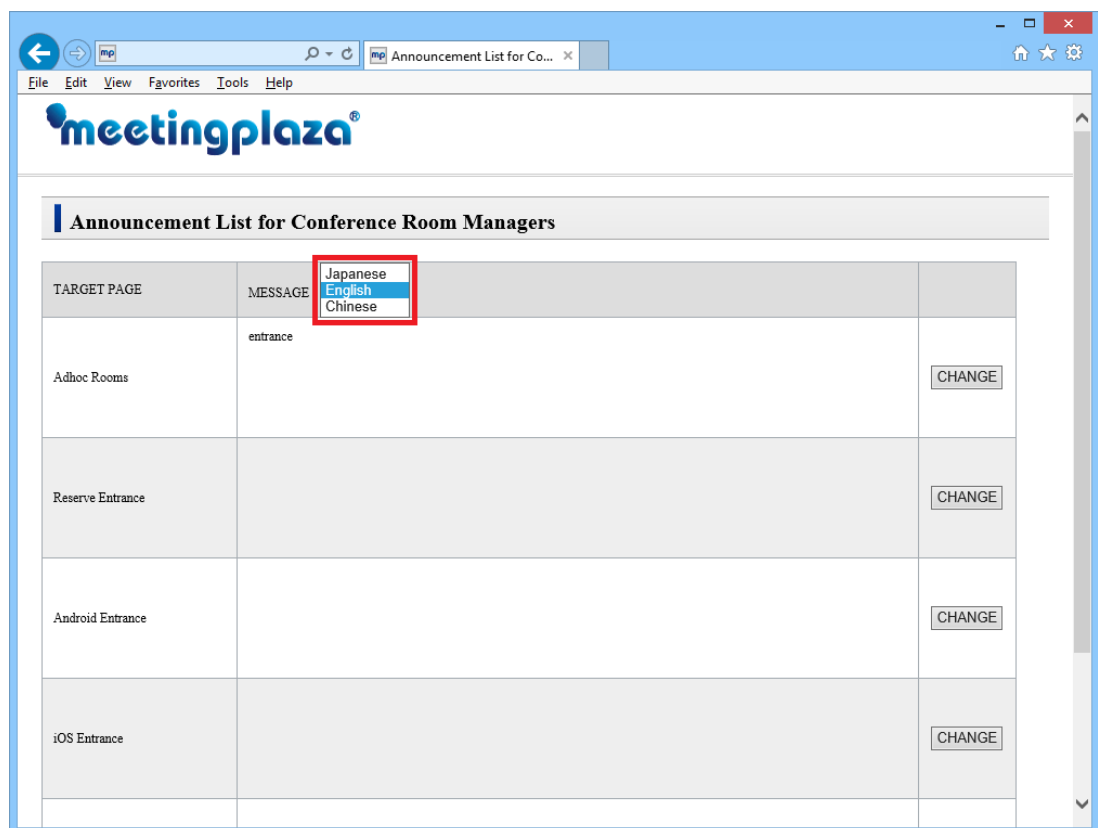 mp
mp Announcement List for Co...
File Edit View Favorites Tools Help
meetingplaza®
Announcement List for Conference Room Managers
TARGET PAGE
MESSAGE
Japanese
English
Chinese
entrance
Adhoc Rooms
CHANGE
Reserve Entrance
CHANGE
Android Entrance
CHANGE
iOS Entrance
CHANGE